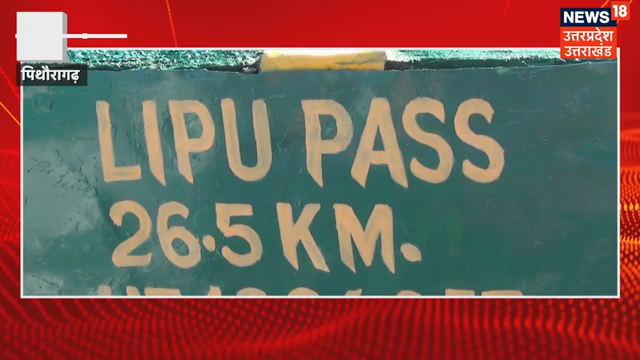 NEWS 18
उत्तरप्रदेश
उत्तराखंड
पिथौरागढ़
LIPU PASS
26.5 KM.